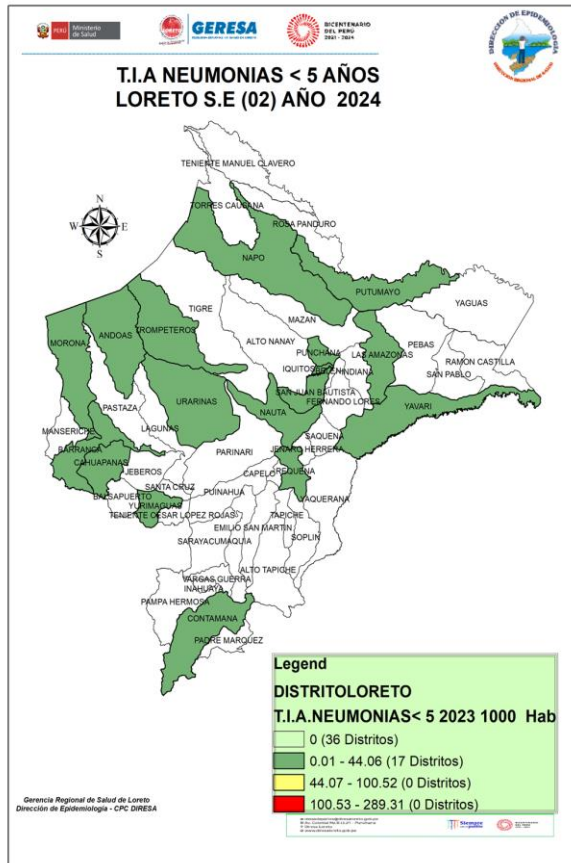 PERÚ
Ministerio
de Salud
LORETO
GERESA
BICENTENARIO
DEL PERÚ
2021 - 2024
DIRECCIÓN DE EPIDEMIOLOGÍA
T.I.A NEUMONIAS < 5 AÑOS
LORETO S.E (02) AÑO 2024
N
W E
S
TENIENTE MANUEL CLAVERO
TORRES CAUSANA
ROSA PANDURO
NAPO
PUTUMAYO
YAGUAS
TIGRE
MAZAN
TROMPETEROS
ANDOAS
MORONA
ALTO NANAY
PUNCHANA
LAS AMAZONAS
PEBAS
RAMON CASTILLA
SAN PABLO
IQUITOS
INDIANA
SAN JUAN BAUTISTA
FERNANDO LORES
YAVARI
URARINAS
NAUTA
PASTAZA
LAGUNAS
MANSERICHE
BARRANCA
CAHUAPANAS
JEBEROS
PARINARI
SAQUENA
JENARO HERRERA
CAPELO
REQUENA
YAQUERANA
SANTA CRUZ
PUINAHUA
BALSAPUERTO
YURIMAGUAS
TENIENTE CESAR LOPEZ ROJAS
TAPICHE
EMILIO SAN MARTIN
SOPLIN
SARAYACU
MAQUIA
ALTO TAPICHE
VARGAS GUERRA
INAHUAYA
PAMPA HERMOSA
CONTAMANA
PADRE MARQUEZ
Legend
DISTRITOLORETO
T.I.A.NEUMONIAS< 5 2023 1000 Hab
0 (36 Distritos)
0.01 - 44.06 (17 Distritos)
44.07 - 100.52 (0 Distritos)
100.53 - 289.31 (0 Distritos)
Gerencia Regional de Salud de Loreto
Dirección de Epidemiología - CPC DIRESA
Siempre